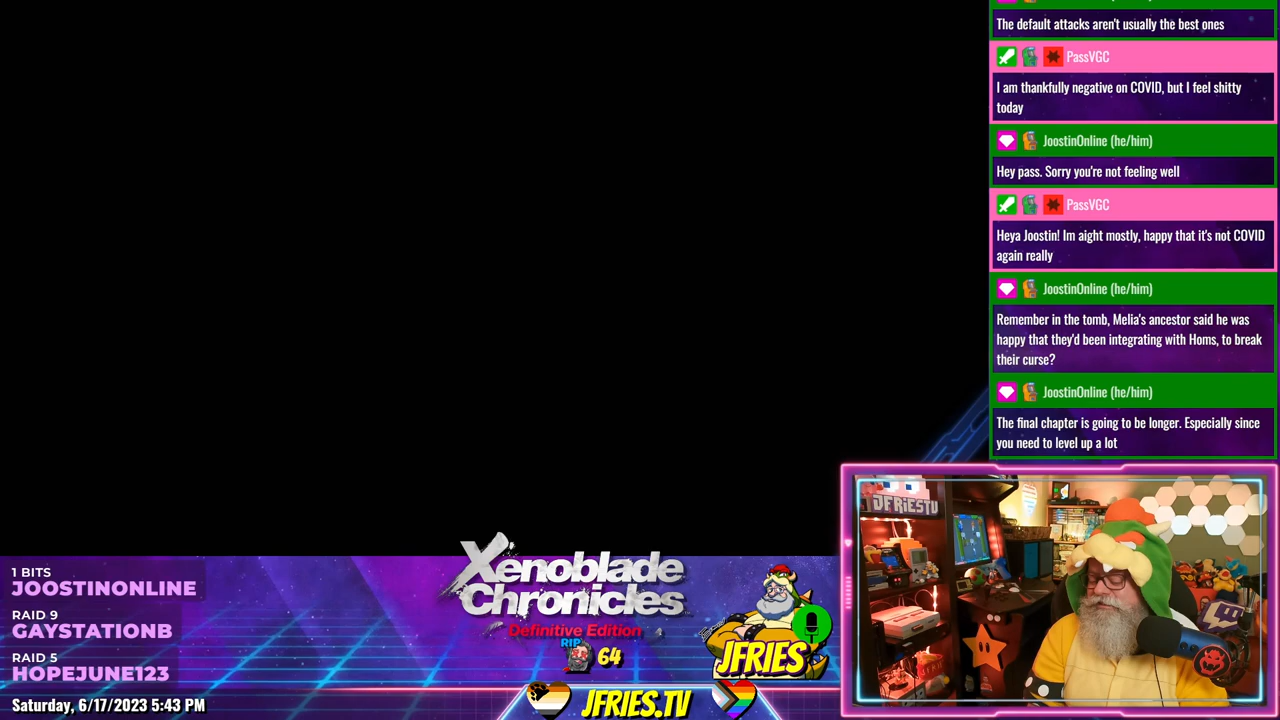 The default attacks aren't usually the best ones
PassVGC
I am thankfully negative on COVID, but I feel shitty
today
JoostinOnline (he/him)
Hey pass. Sorry you're not feeling well
PassVGC
Heya Joostin! Im aight mostly, happy that it's not COVID
again really
JoostinOnline (he/him)
Remember in the tomb, Melia's ancestor said he was
happy that they'd been integrating with Homs, to break
their curse?
JoostinOnline (he/him)
The final chapter is going to be longer. Especially since
you need to level up a lot
1 BITS
JOOSTINONLINE
RAID 9
GAYSTATIONB
RAID 5
HOPEJUNE123
Saturday, 6/17/2023 5:43 PM
Xenoblade
Chronicles
Definitive Edition
RIP
64
JFRIES
JFRIES.TV
JFRIESTV